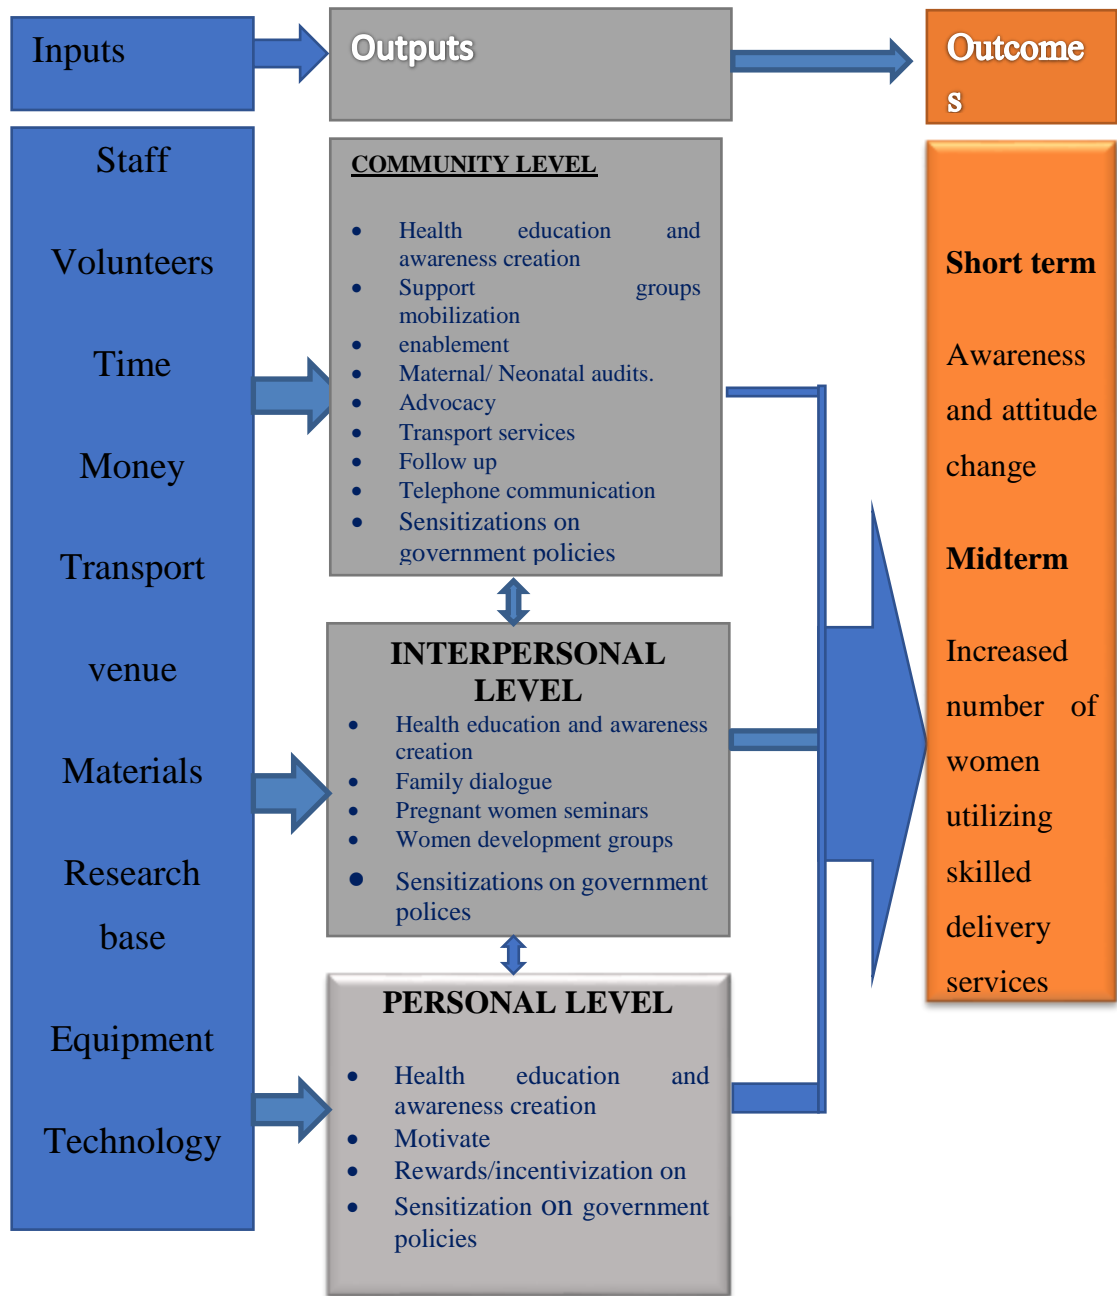 Inputs
Outputs
Outcome
s
Staff
Volunteers
Time
Money
Transport
venue
Materials
Research
base
Equipment
Technology
COMMUNITY LEVEL
• Health education and
awareness creation
• Support groups
mobilization
• enablement
• Maternal/ Neonatal audits.
• Advocacy
• Transport services
• Follow up
• Telephone communication
• Sensitizations on
government policies
INTERPERSONAL
LEVEL
• Health education and awareness
creation
• Family dialogue
• Pregnant women seminars
• Women development groups
• Sensitizations on government
polices
PERSONAL LEVEL
• Health education and
awareness creation
• Motivate
• Rewards/incentivization on
• Sensitization on government
policies
Short term
Awareness
and attitude
change
Midterm
Increased
number of
women
utilizing
skilled
delivery
services